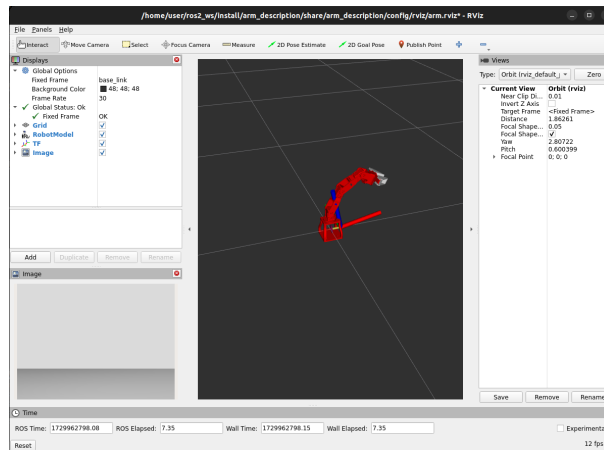 /home/user/ros2_ws/install/arm_description/share/arm_description/config/rviz/arm.rviz* - RViz
File Panels Help
Interact Move Camera Select Focus Camera Measure 2D Pose Estimate 2D Goal Pose Publish Point
Displays
Global Options
Fixed Frame base_link
Background Color 48; 48; 48
Frame Rate 30
Global Status: Ok
Fixed Frame OK
Grid
RobotModel
TF
Image
Add Duplicate Remove Rename
Image
Views
Type: Orbit (rviz_default_ Zero
Current View Orbit (rviz)
Near Clip Di... 0.01
Invert Z Axis
Target Frame <Fixed Frame>
Distance 1.86261
Focal Shape... 0.05
Focal Shape...
Yaw 2.80722
Pitch 0.600399
Focal Point 0; 0; 0
Save Remove Rename
Time
ROS Time: 1729962798.08 ROS Elapsed: 7.35 Wall Time: 1729962798.15 Wall Elapsed: 7.35 Experimenta
Reset 12 fps